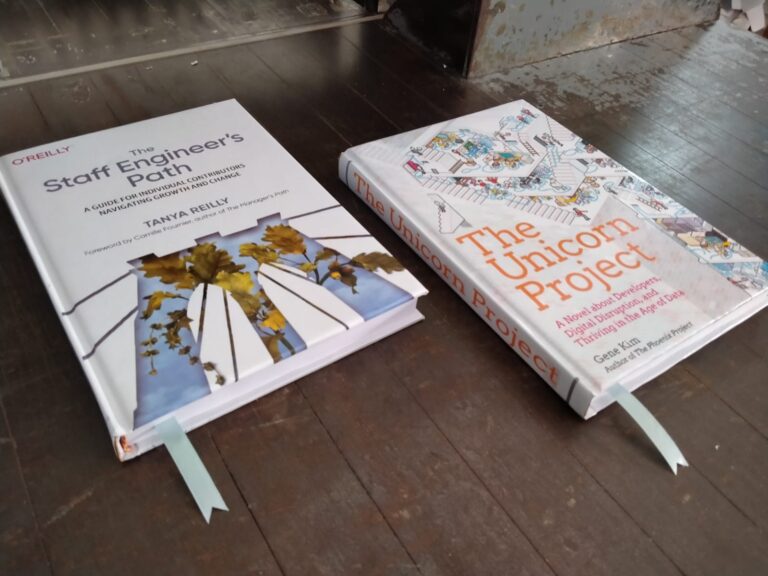 O'REILLY
The
Staff Engineer's
Path
A GUIDE FOR INDIVIDUAL CONTRIBUTORS
NAVIGATING GROWTH AND CHANGE
TANYA REILLY
Foreword by Camille Fournier, author of The Manager's Path
The Unicorn Project
The
Unicorn
Project
A Novel about Developers,
Digital Disruption, and
Thriving in the Age of Data
Gene Kim
Author of The Phoenix Project